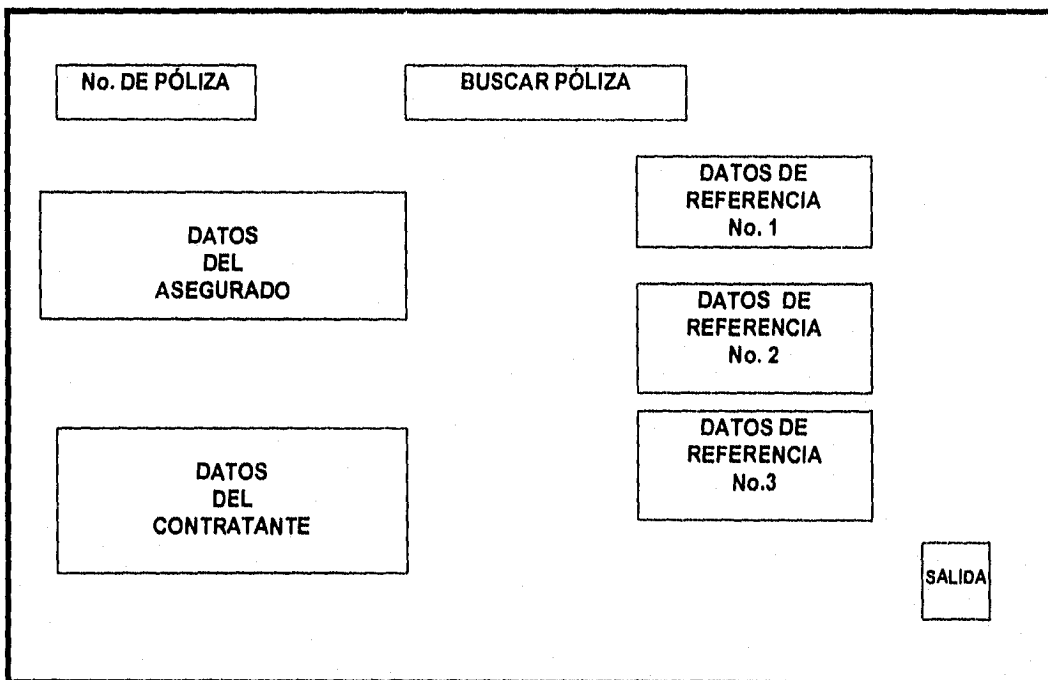 No. DE PÓLIZA
BUSCAR PÓLIZA
DATOS DE
REFERENCIA
No. 1
DATOS
DEL
ASEGURADO
DATOS DE
REFERENCIA
No. 2
DATOS DE
REFERENCIA
No.3
DATOS
DEL
CONTRATANTE
SALIDA